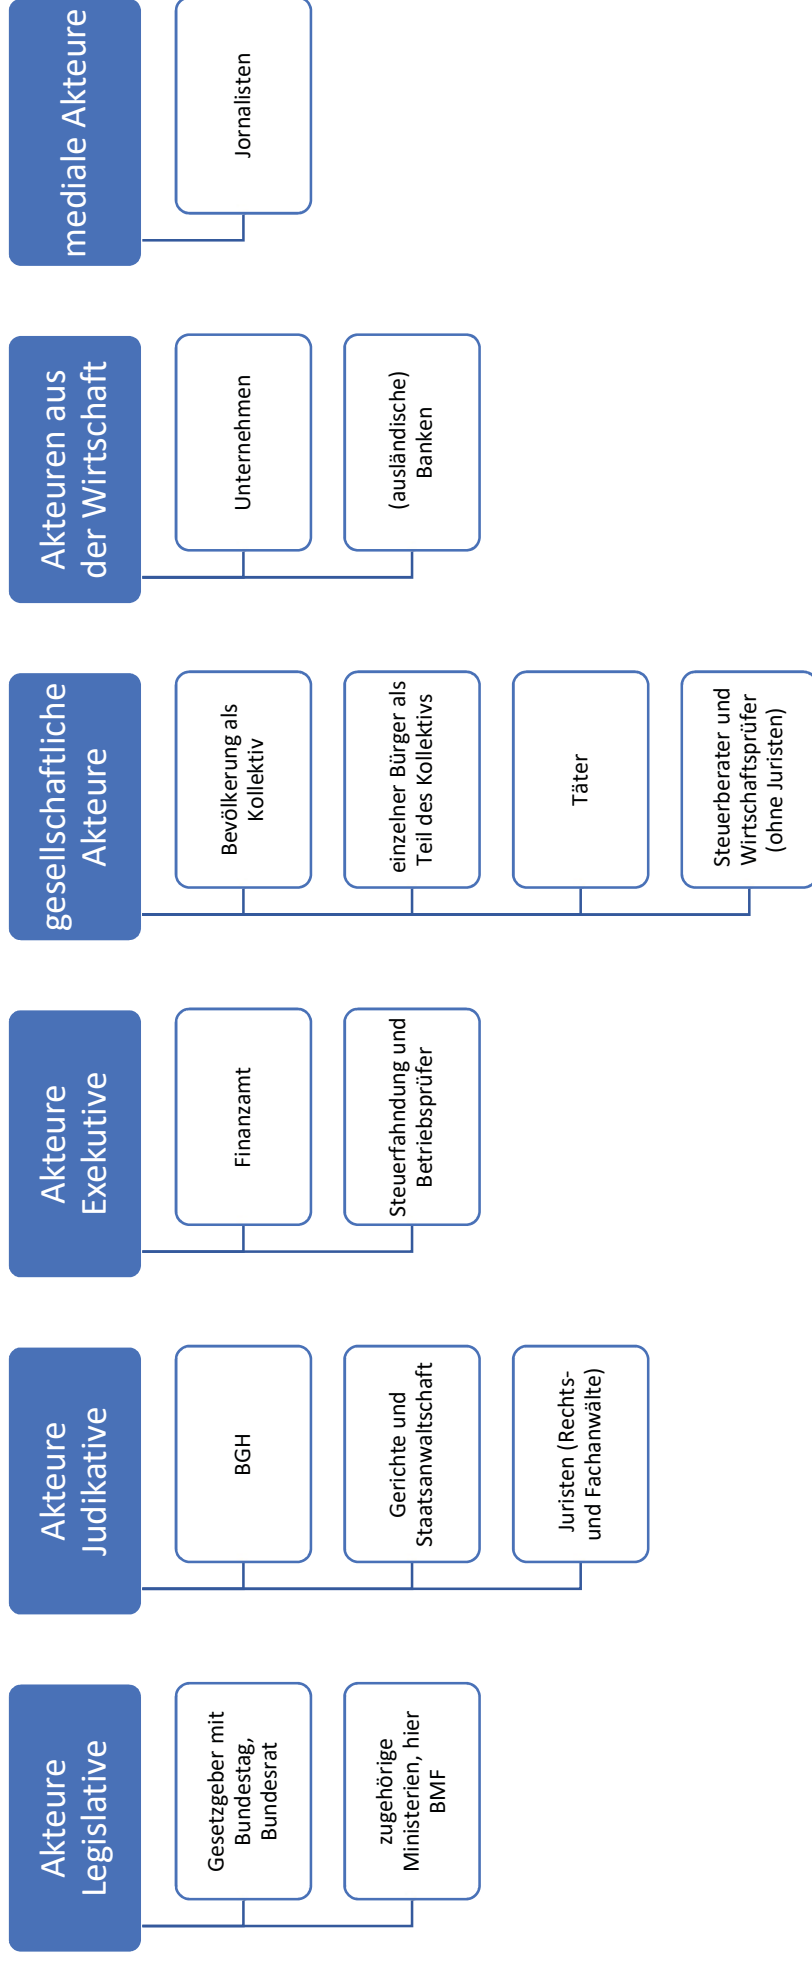 Akteure
Legislative
Gesetzgeber mit
Bundestag,
Bundesrat
zugehörige
Ministerien, hier
BMF
Akteure
Judikative
BGH
Gerichte und
Staatsanwaltschaft
Juristen (Rechts-
und Fachanwälte)
Akteure
Exekutive
Finanzamt
Steuerfahndung und
Betriebsprüfer
gesellschaftliche
Akteure
Bevölkerung als
Kollektiv
einzelner Bürger als
Teil des Kollektivs
Täter
Steuerberater und
Wirtschaftsprüfer
(ohne Juristen)
Akteuren aus
der Wirtschaft
Unternehmen
(ausländische)
Banken
mediale Akteure
Jornalisten